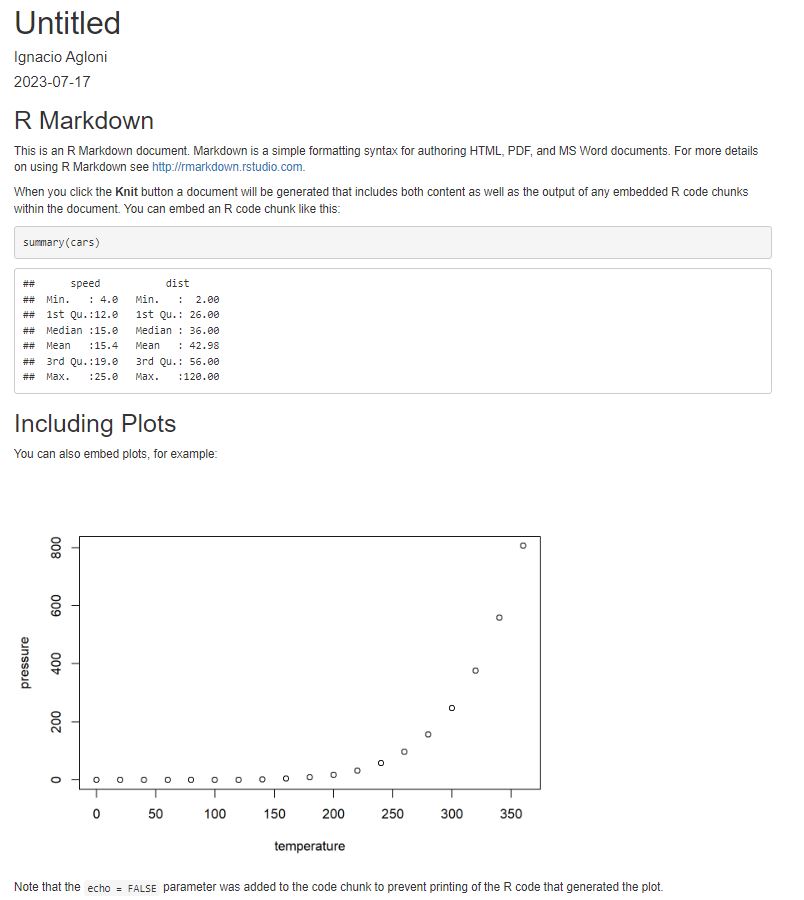 Untitled
Ignacio Agloni
2023-07-17
R Markdown
This is an R Markdown document. Markdown is a simple formatting syntax for authoring HTML, PDF, and MS Word documents. For more details
on using R Markdown see http://rmarkdown.rstudio.com.
When you click the Knit button a document will be generated that includes both content as well as the output of any embedded R code chunks
within the document. You can embed an R code chunk like this:
summary(cars)
##      speed           dist
##  Min.   : 4.0   Min.   :  2.00
##  1st Qu.:12.0   1st Qu.: 26.00
##  Median :15.0   Median : 36.00
##  Mean   :15.4   Mean   : 42.98
##  3rd Qu.:19.0   3rd Qu.: 56.00
##  Max.   :25.0   Max.   :120.00
Including Plots
You can also embed plots, for example:
800
600
400
200
0
pressure
0 50 100 150 200 250 300 350
temperature
Note that the echo = FALSE parameter was added to the code chunk to prevent printing of the R code that generated the plot.